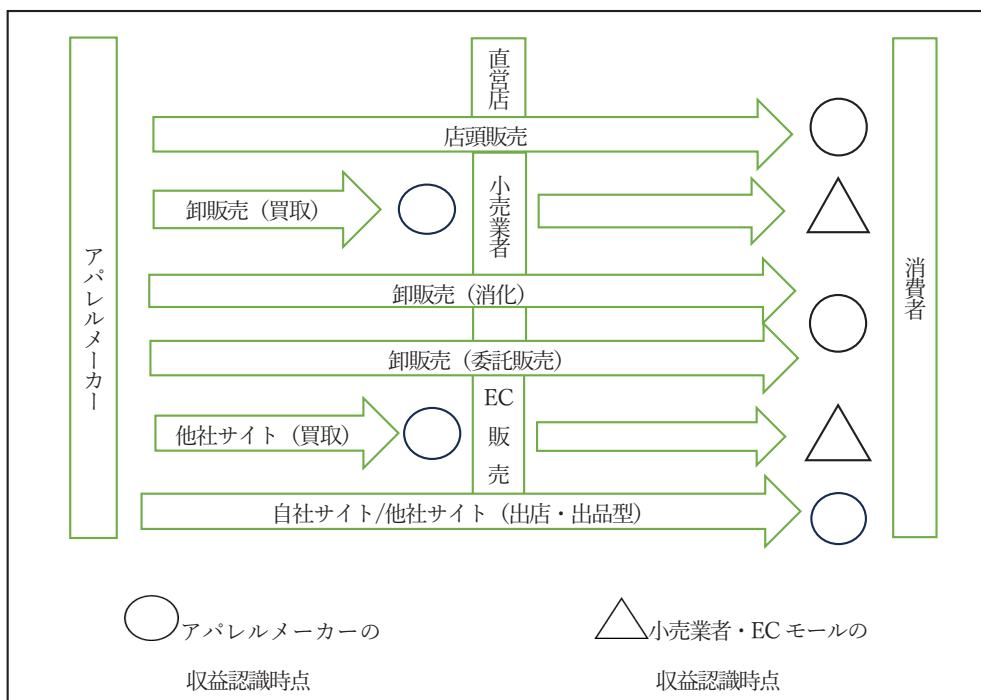 アパレルメーカー
直営店
店頭販売
卸販売（買取）
小売業者
卸販売（消化）
卸販売（委託販売）
EC
販
売
他社サイト（買取）
自社サイト/他社サイト（出店・出品型）
消費者
アパレルメーカーの
収益認識時点
小売業者・ECモールの
収益認識時点